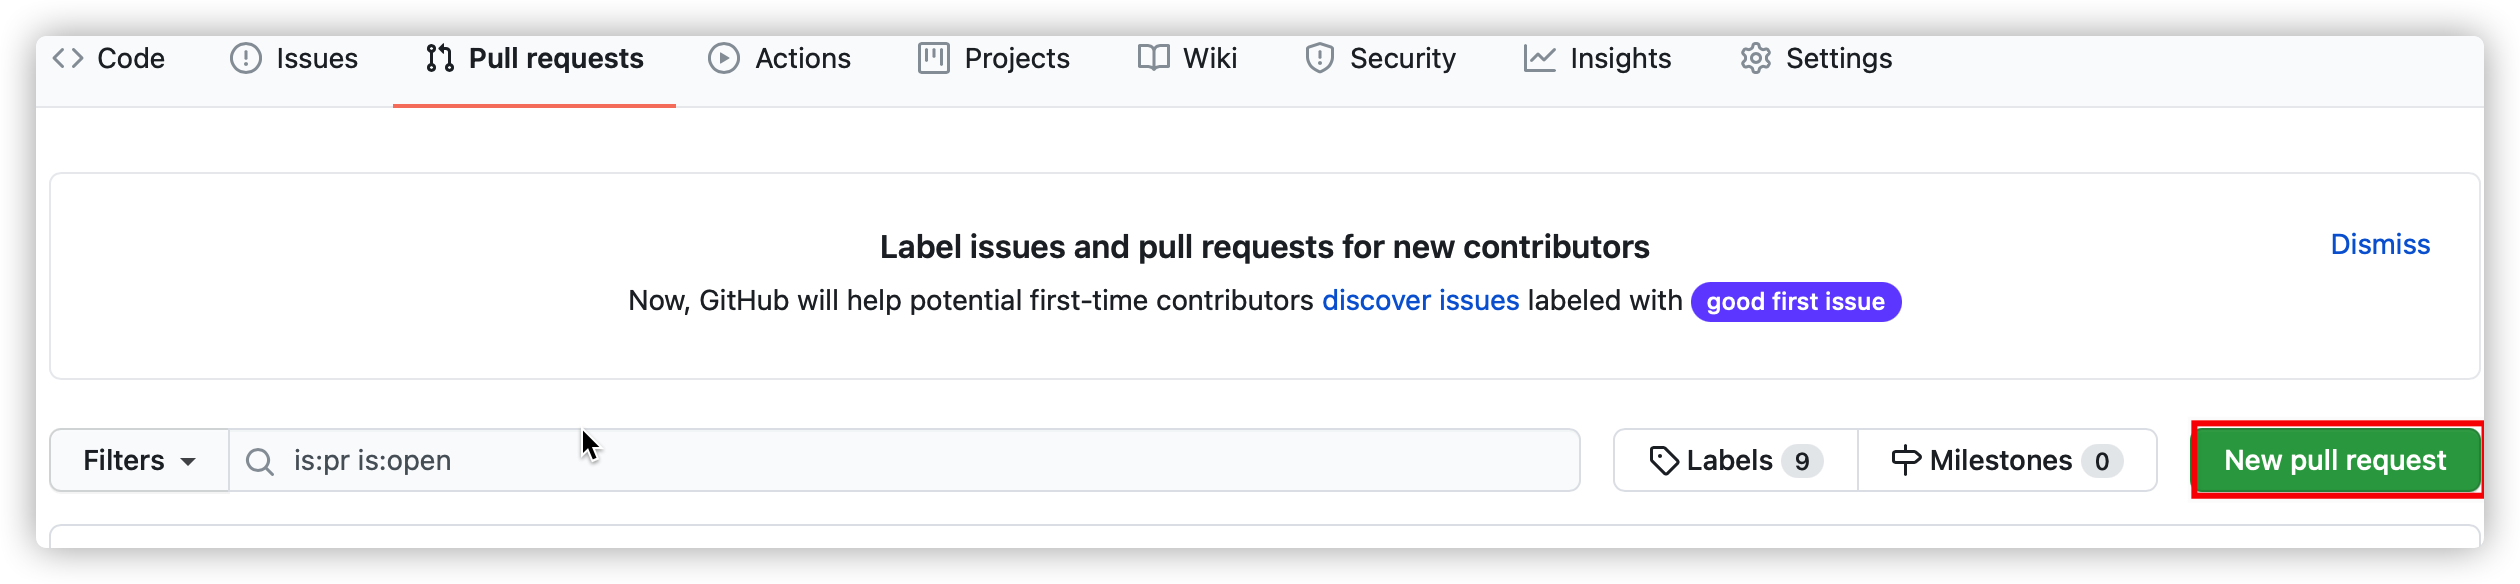 Code Issues Pull requests Actions Projects Wiki Security Insights Settings
Label issues and pull requests for new contributors
Dismiss
Now, GitHub will help potential first-time contributors discover issues labeled with good first issue
Filters is:pr is:open Labels 9 Milestones 0 New pull request